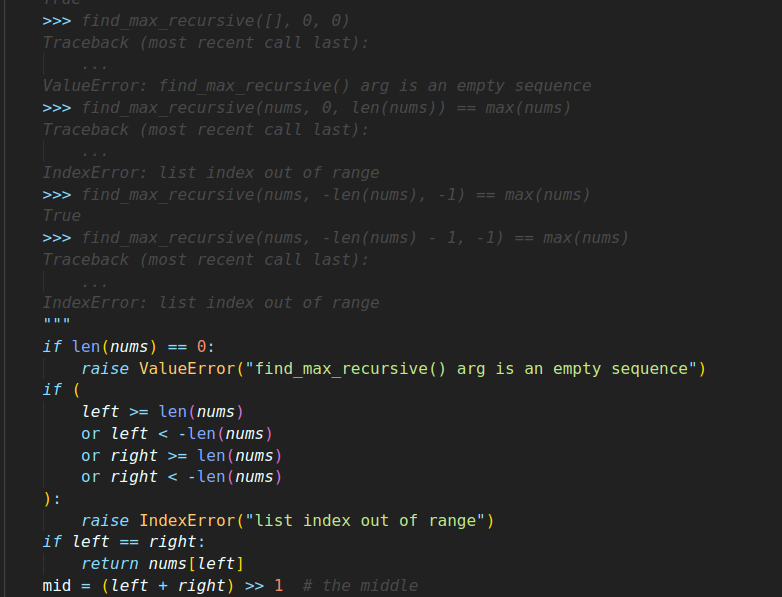 True
>>> find_max_recursive([], 0, 0)
Traceback (most recent call last):
    ...
ValueError: find_max_recursive() arg is an empty sequence
>>> find_max_recursive(nums, 0, len(nums)) == max(nums)
Traceback (most recent call last):
    ...
IndexError: list index out of range
>>> find_max_recursive(nums, -len(nums), -1) == max(nums)
True
>>> find_max_recursive(nums, -len(nums) - 1, -1) == max(nums)
Traceback (most recent call last):
    ...
IndexError: list index out of range
"""
if len(nums) == 0:
    raise ValueError("find_max_recursive() arg is an empty sequence")
if (
    left >= len(nums)
    or left < -len(nums)
    or right >= len(nums)
    or right < -len(nums)
):
    raise IndexError("list index out of range")
if left == right:
    return nums[left]
mid = (left + right) >> 1  # the middle